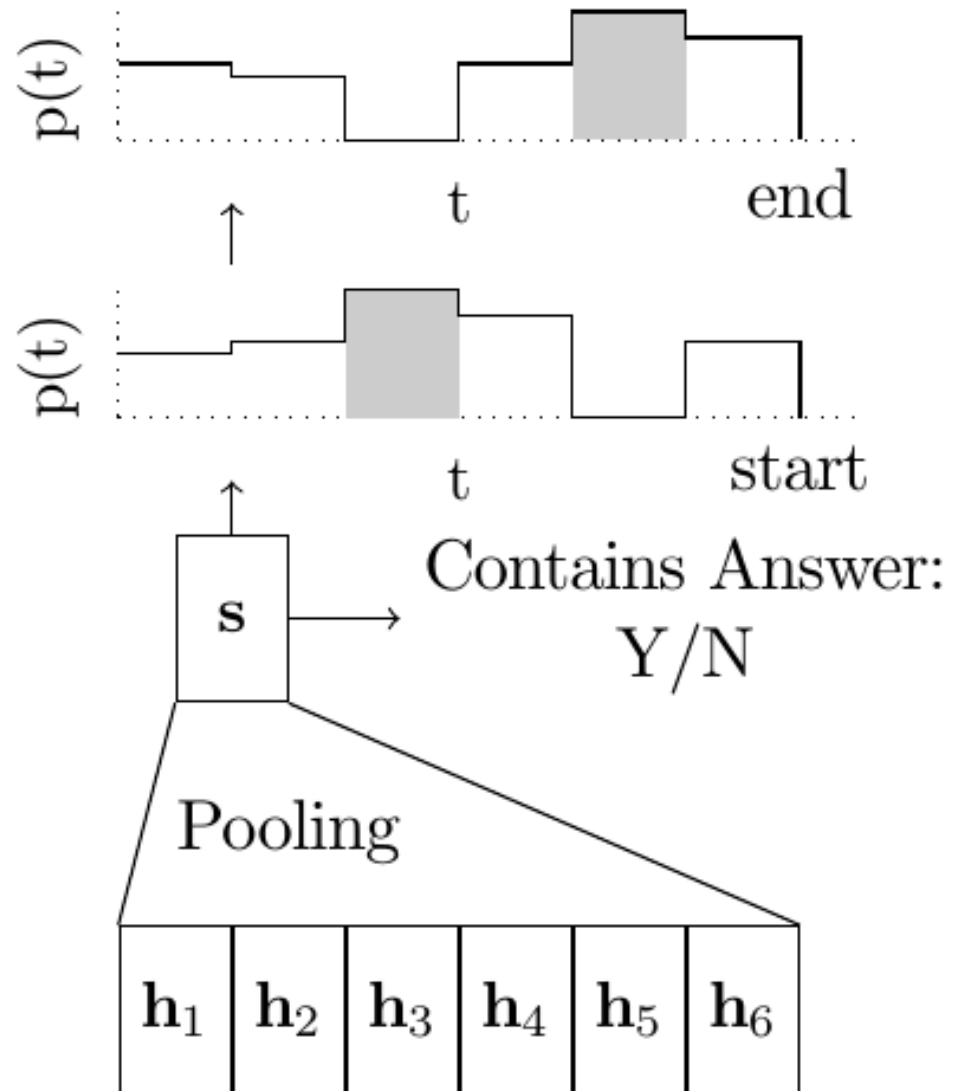 p(t)
t end
p(t)
t start
s
Contains Answer:
Y/N
Pooling
h₁ h₂ h₃ h₄ h₅ h₆